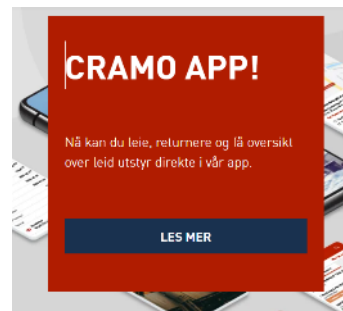 CRAMO APP!
Nå kan du leie, returnere og få oversikt
over leid utstyr direkte i vår app.
LES MER